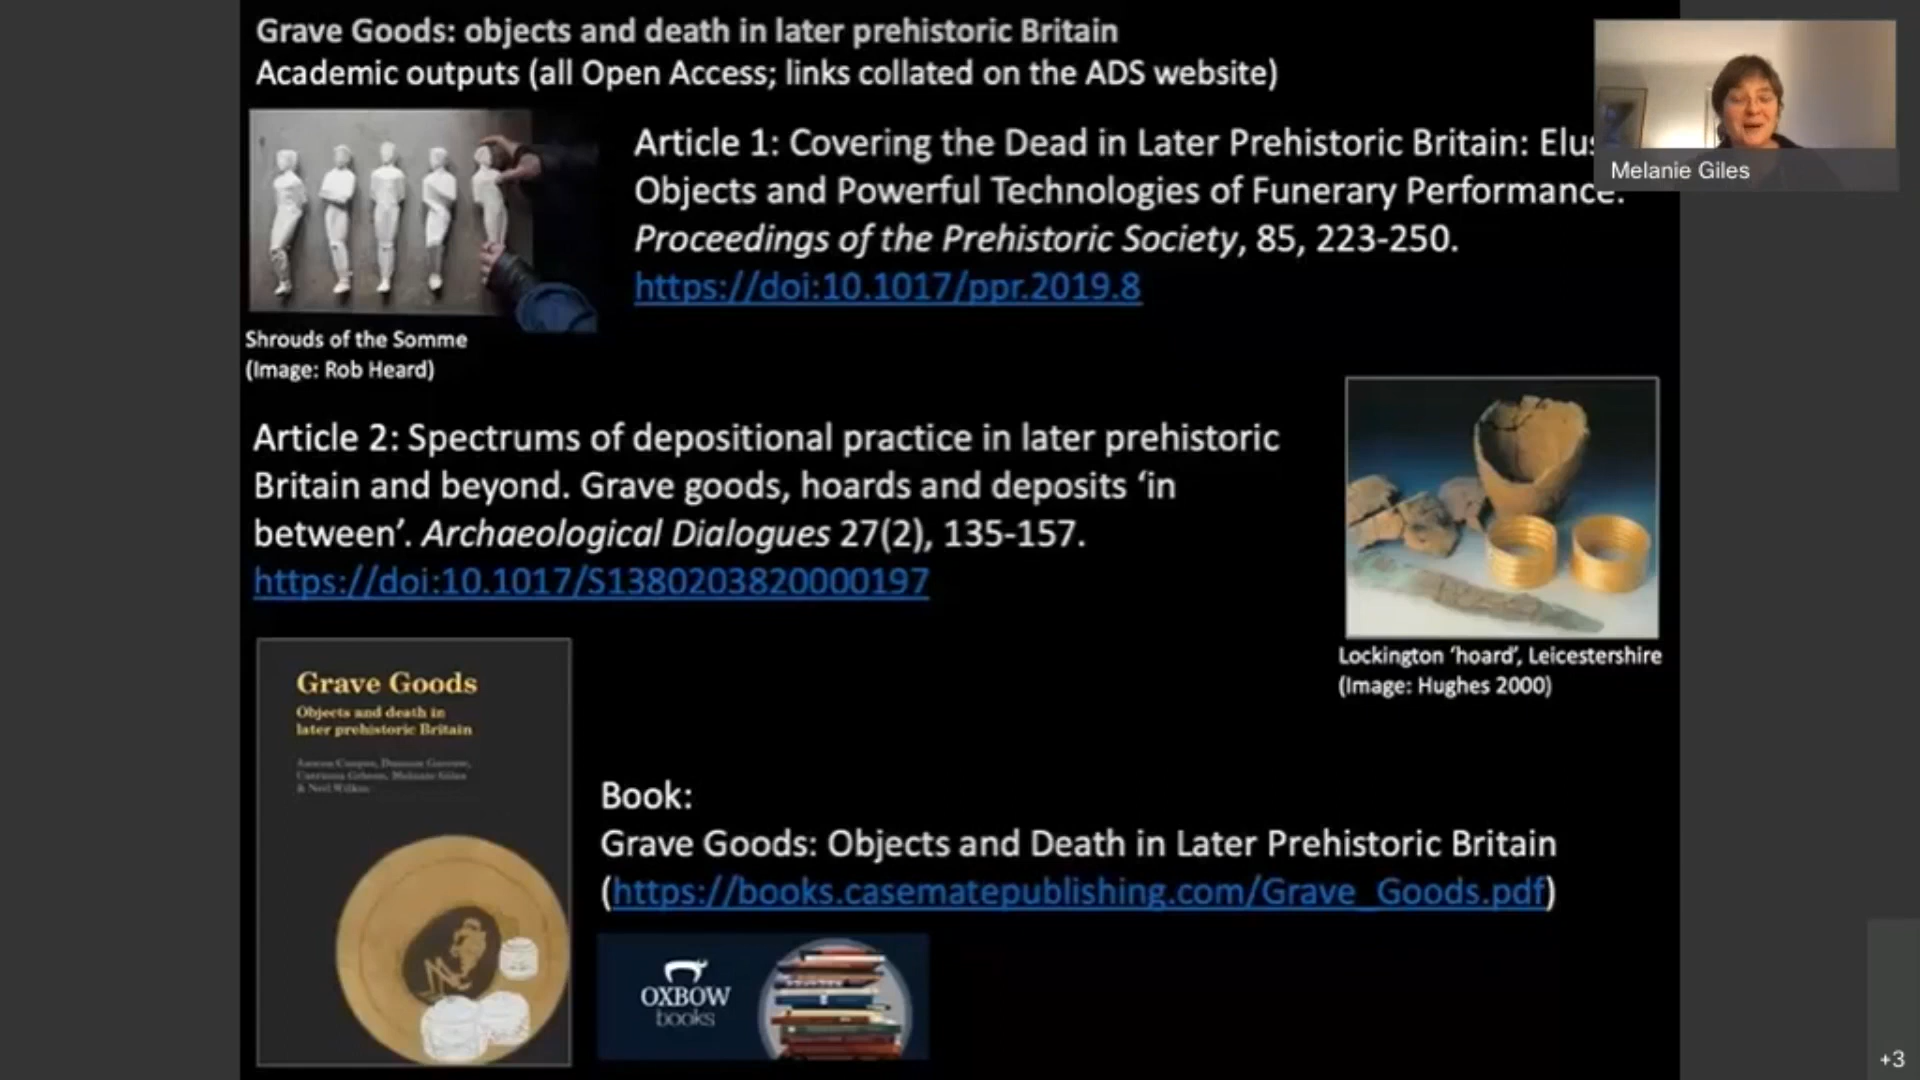 Grave Goods: objects and death in later prehistoric Britain
Academic outputs (all Open Access; links collated on the ADS website)
Article 1: Covering the Dead in Later Prehistoric Britain:
Objects and Powerful Technologies of Funerary Performance.
Proceedings of the Prehistoric Society, 85, 223-250.
https://doi:10.1017/ppr.2019.8
Melanie Giles
Shrouds of the Somme
(Image: Rob Heard)
Article 2: Spectrums of depositional practice in later prehistoric
Britain and beyond. Grave goods, hoards and deposits ‘in
between’. Archaeological Dialogues 27(2), 135-157.
https://doi:10.1017/S1380203820000197
Lockington ‘hoard’, Leicestershire
(Image: Hughes 2000)
Grave Goods
Objects and death in
later prehistoric Britain
Melanie Giles
& Neil Wilkin
Book:
Grave Goods: Objects and Death in Later Prehistoric Britain
(https://books.casematepublishing.com/Grave_Goods.pdf)
OXBOW
books
+3